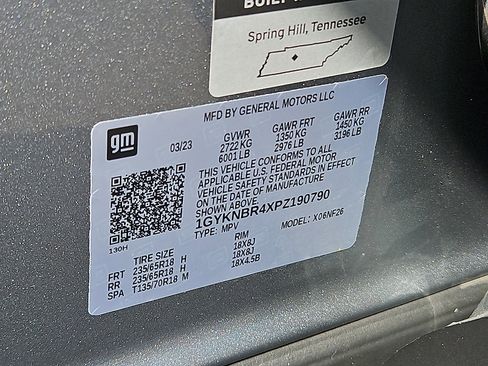 Spring Hill, Tennessee
MFD BY GENERAL MOTORS LLC
gm
03/23
GVWR GAWR FRT GAWR RR
2722 KG 1350 KG 1450 KG
6001 LB 2976 LB 3196 LB
THIS VEHICLE CONFORMS TO ALL
APPLICABLE U.S. FEDERAL MOTOR
VEHICLE SAFETY STANDARDS IN EFFECT
ON THE DATE OF MANUFACTURE
SHOWN ABOVE.
1GYKNBR4XPZ190790
TYPE: MPV MODEL: X06NF26
130H
TIRE SIZE RIM
FRT 235/65R18 H 18X8J
RR 235/65R18 H 18X8J
SPA T135/70R18 M 18X4.5B